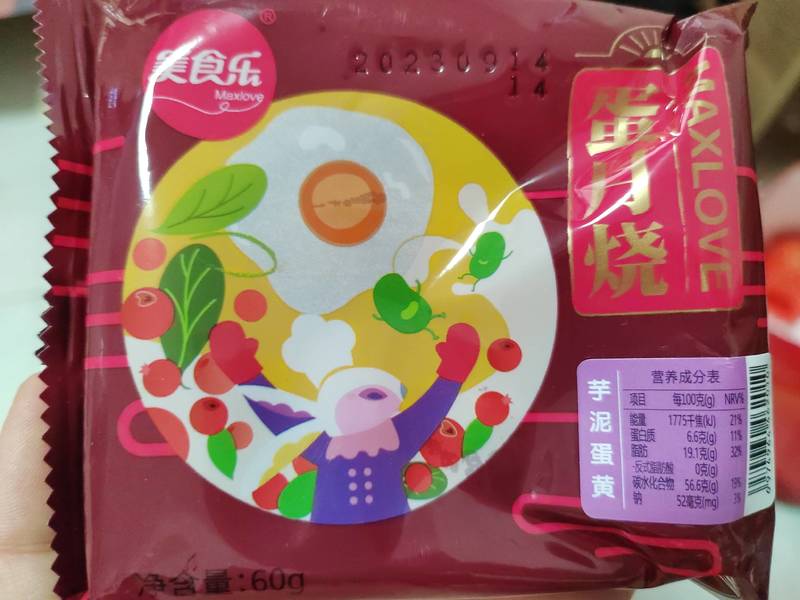 美食乐
®
Maxlove
20230914
14
蛋月烧
MAXLOVE
芋泥蛋黄
营养成分表
项目 每100克(g) NRV%
能量 1775千焦(kJ) 21%
蛋白质 6.6克(g) 11%
脂肪 19.1克(g) 32%
-反式脂肪酸 0克(g)
碳水化合物 56.6克(g) 19%
钠 52毫克(mg) 3%
净含量:60g